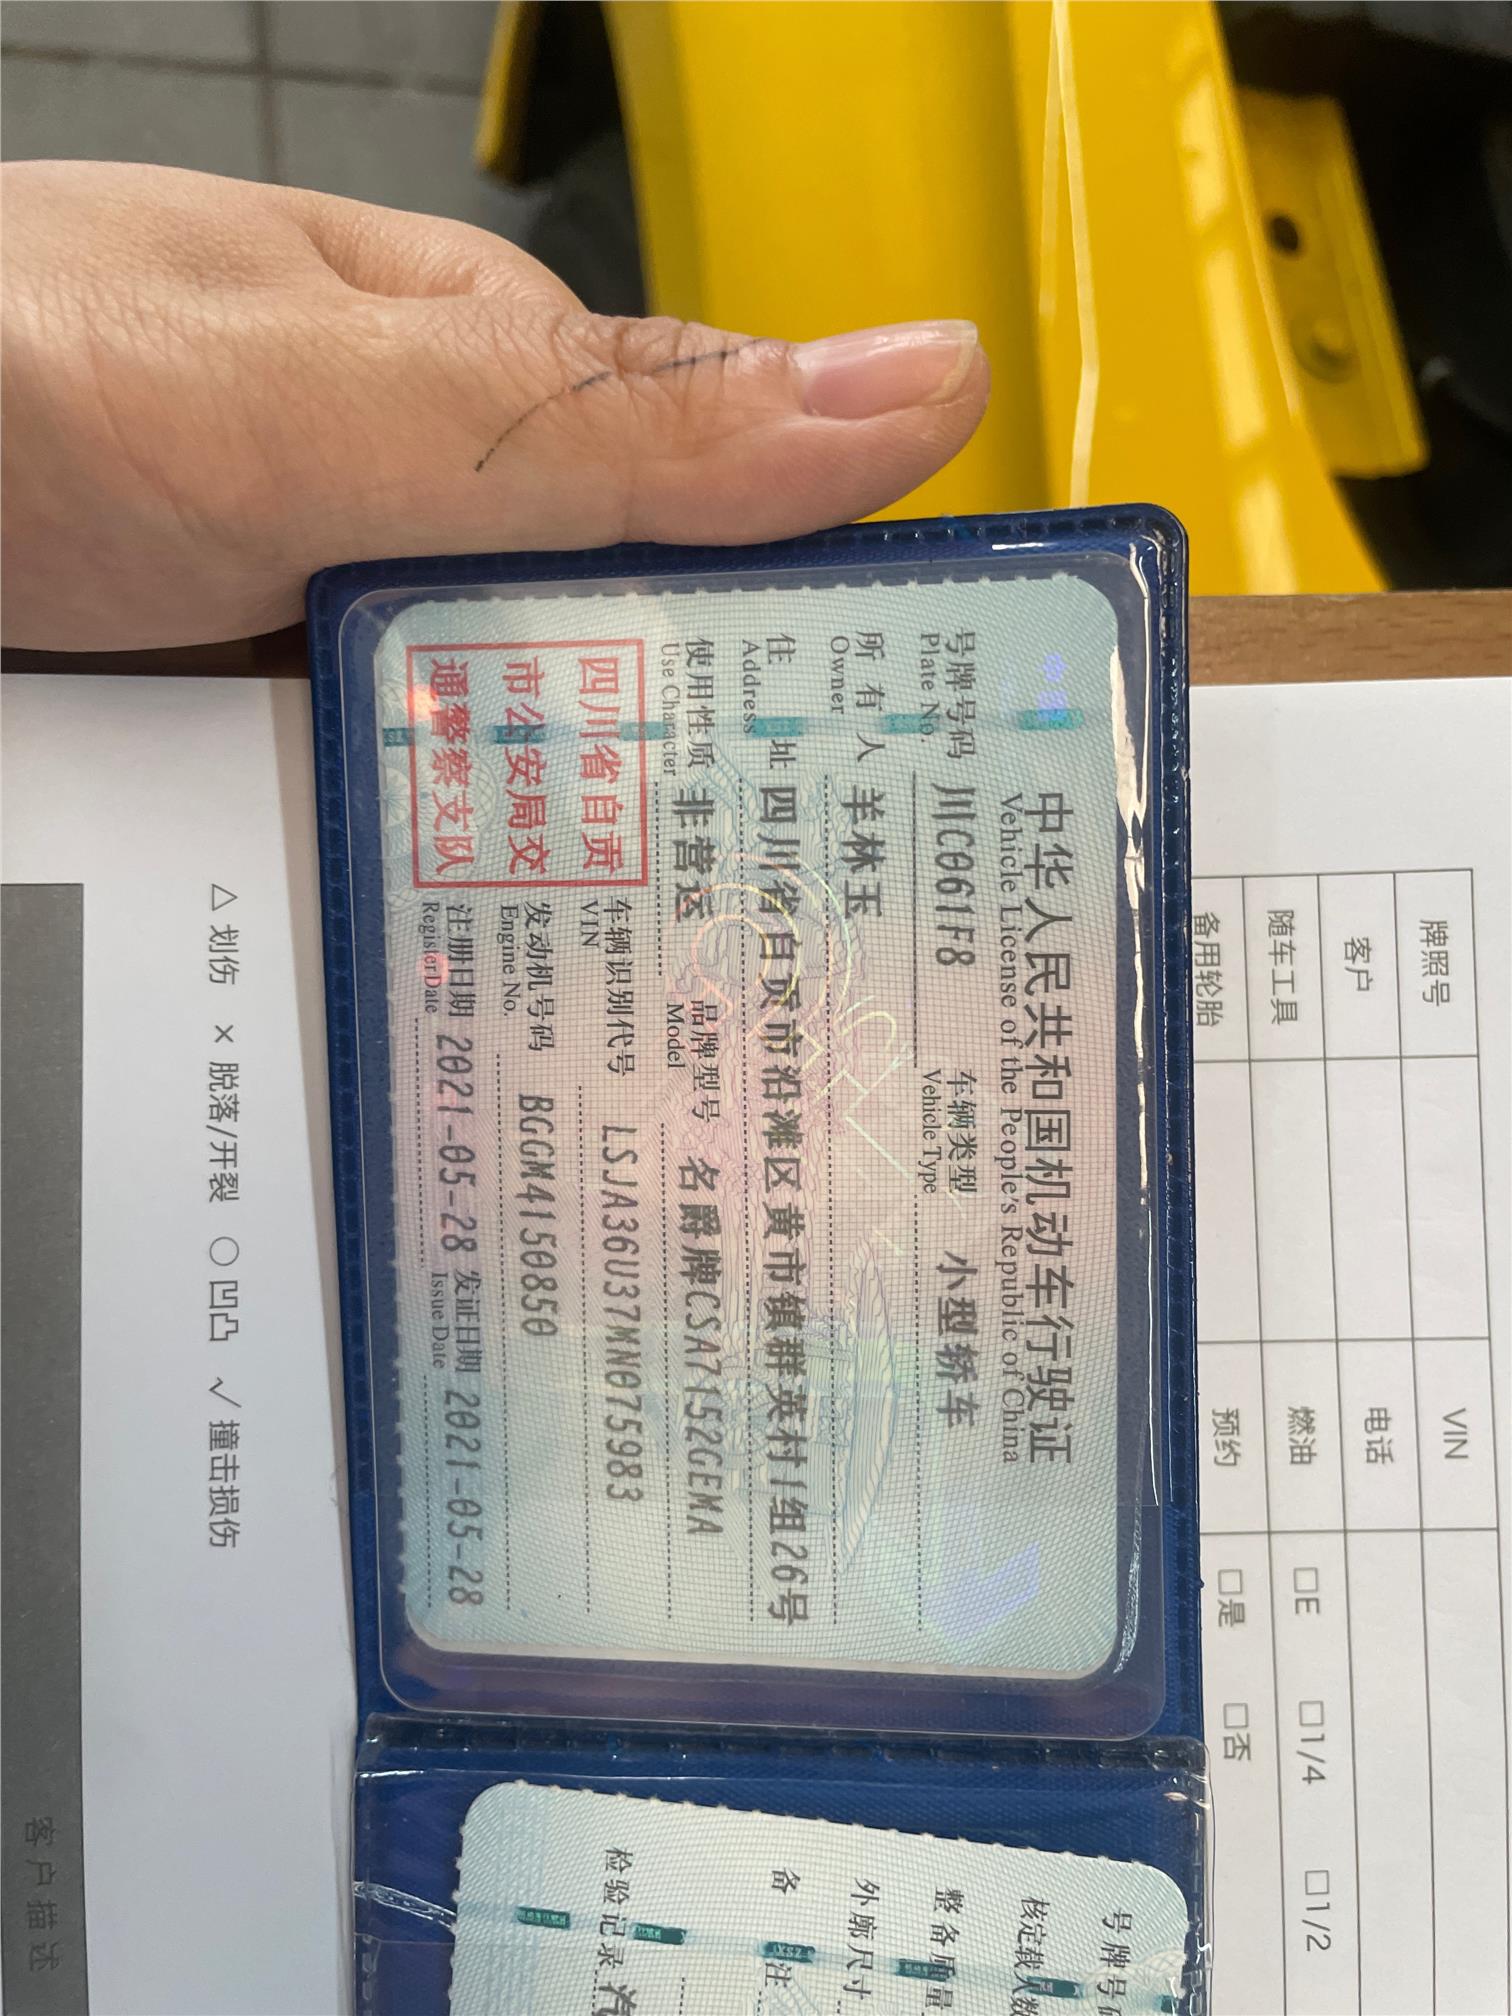 中华人民共和国机动车行驶证
Vehicle License of the People's Republic of China
号牌号码 川C061F8 车辆类型 小型轿车
Plate No. Vehicle Type
所有人 羊林玉
Owner
住址 四川省自贡市沿滩区黄市镇群英村1组26号
Address
使用性质 非营运 品牌型号 名爵牌CSA7152GEMA
Use Character Model
四川省自贡
市公安局交
通警察支队
车辆识别代号 LSJA36U37MN075983
VIN
发动机号码 BGGM4150850
Engine No.
注册日期 2021-05-28 发证日期 2021-05-28
Register Date Issue Date
号牌号
核定载人数
整备质量
外廓尺寸
备注
检验记录
牌照号 VIN
客户 电话
随车工具 燃油 □E □1/4 □1/2
备用轮胎 预约 □是 □否
△ 划伤 × 脱落/开裂 ○ 凹凸 √ 撞击损伤
客户描述